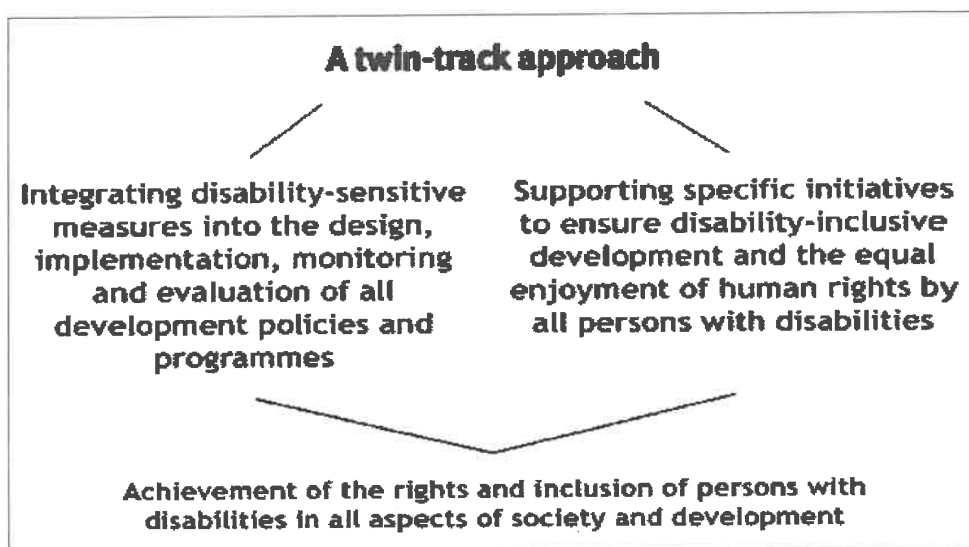 A twin-track approach
Integrating disability-sensitive
measures into the design,
implementation, monitoring
and evaluation of all
development policies and
programmes
Supporting specific initiatives
to ensure disability-inclusive
development and the equal
enjoyment of human rights by
all persons with disabilities
Achievement of the rights and inclusion of persons with
disabilities in all aspects of society and development